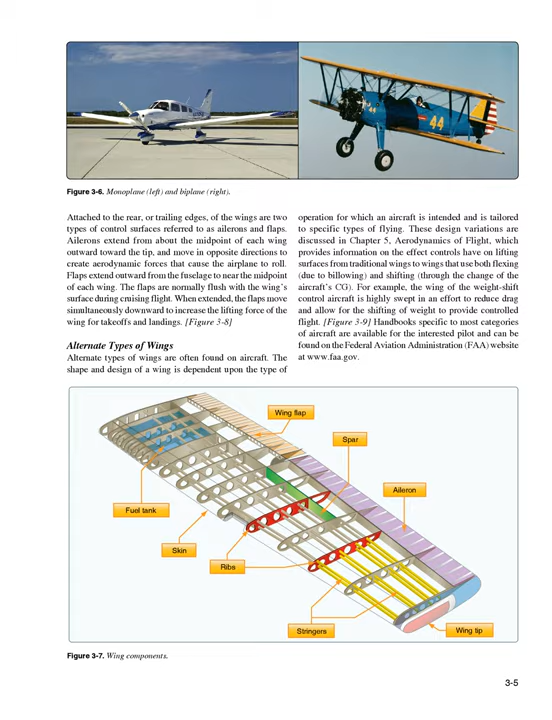 44
Figure 3-6. Monoplane (left) and biplane (right).
Attached to the rear, or trailing edges, of the wings are two
types of control surfaces referred to as ailerons and flaps.
Ailerons extend from about the midpoint of each wing
outward toward the tip, and move in opposite directions to
create aerodynamic forces that cause the airplane to roll.
Flaps extend outward from the fuselage to near the midpoint
of each wing. The flaps are normally flush with the wing’s
surface during cruising flight. When extended, the flaps move
simultaneously downward to increase the lifting force of the
wing for takeoffs and landings. [Figure 3-8]
Alternate Types of Wings
Alternate types of wings are often found on aircraft. The
shape and design of a wing is dependent upon the type of
operation for which an aircraft is intended and is tailored
to specific types of flying. These design variations are
discussed in Chapter 5, Aerodynamics of Flight, which
provides information on the effect controls have on lifting
surfaces from traditional wings to wings that use both flexing
(due to billowing) and shifting (through the change of the
aircraft’s CG). For example, the wing of the weight-shift
control aircraft is highly swept in an effort to reduce drag
and allow for the shifting of weight to provide controlled
flight. [Figure 3-9] Handbooks specific to most categories
of aircraft are available for the interested pilot and can be
found on the Federal Aviation Administration (FAA) website
at www.faa.gov.
Wing flap
Spar
Aileron
Fuel tank
Skin
Ribs
Stringers
Wing tip
Figure 3-7. Wing components.
3-5